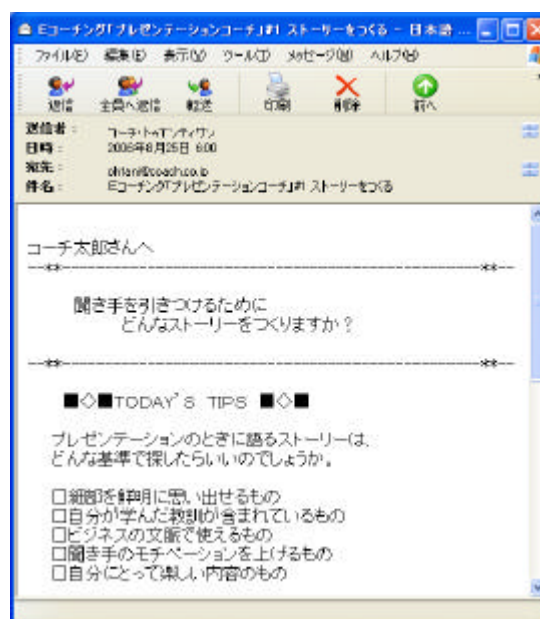 Eコーチング「プレゼンテーションコーチ」#1 ストーリーをつくる - 日本語 ...
ファイル(F) 編集(E) 表示(V) ツール(T) メッセージ(M) ヘルプ(H)
返信 全員へ返信 転送 印刷 削除 前へ
送信者:
日時: 2006年8月25日 6:00
宛先:
件名: Eコーチング「プレゼンテーションコーチ」#1 ストーリーをつくる
コーチ太郎さんへ
--**--------------------------------------------------**--
聞き手を引きつけるために
どんなストーリーをつくりますか?
--**--------------------------------------------------**--
■◇■TODAY'S TIPS ■◇■
プレゼンテーションのときに語るストーリーは、
どんな基準で探したらいいのでしょうか。
□細部を鮮明に思い出せるもの
□自分が学んだ教訓が含まれているもの
□ビジネスの文脈で使えるもの
□聞き手のモチベーションを上げるもの
□自分にとって楽しい内容のもの